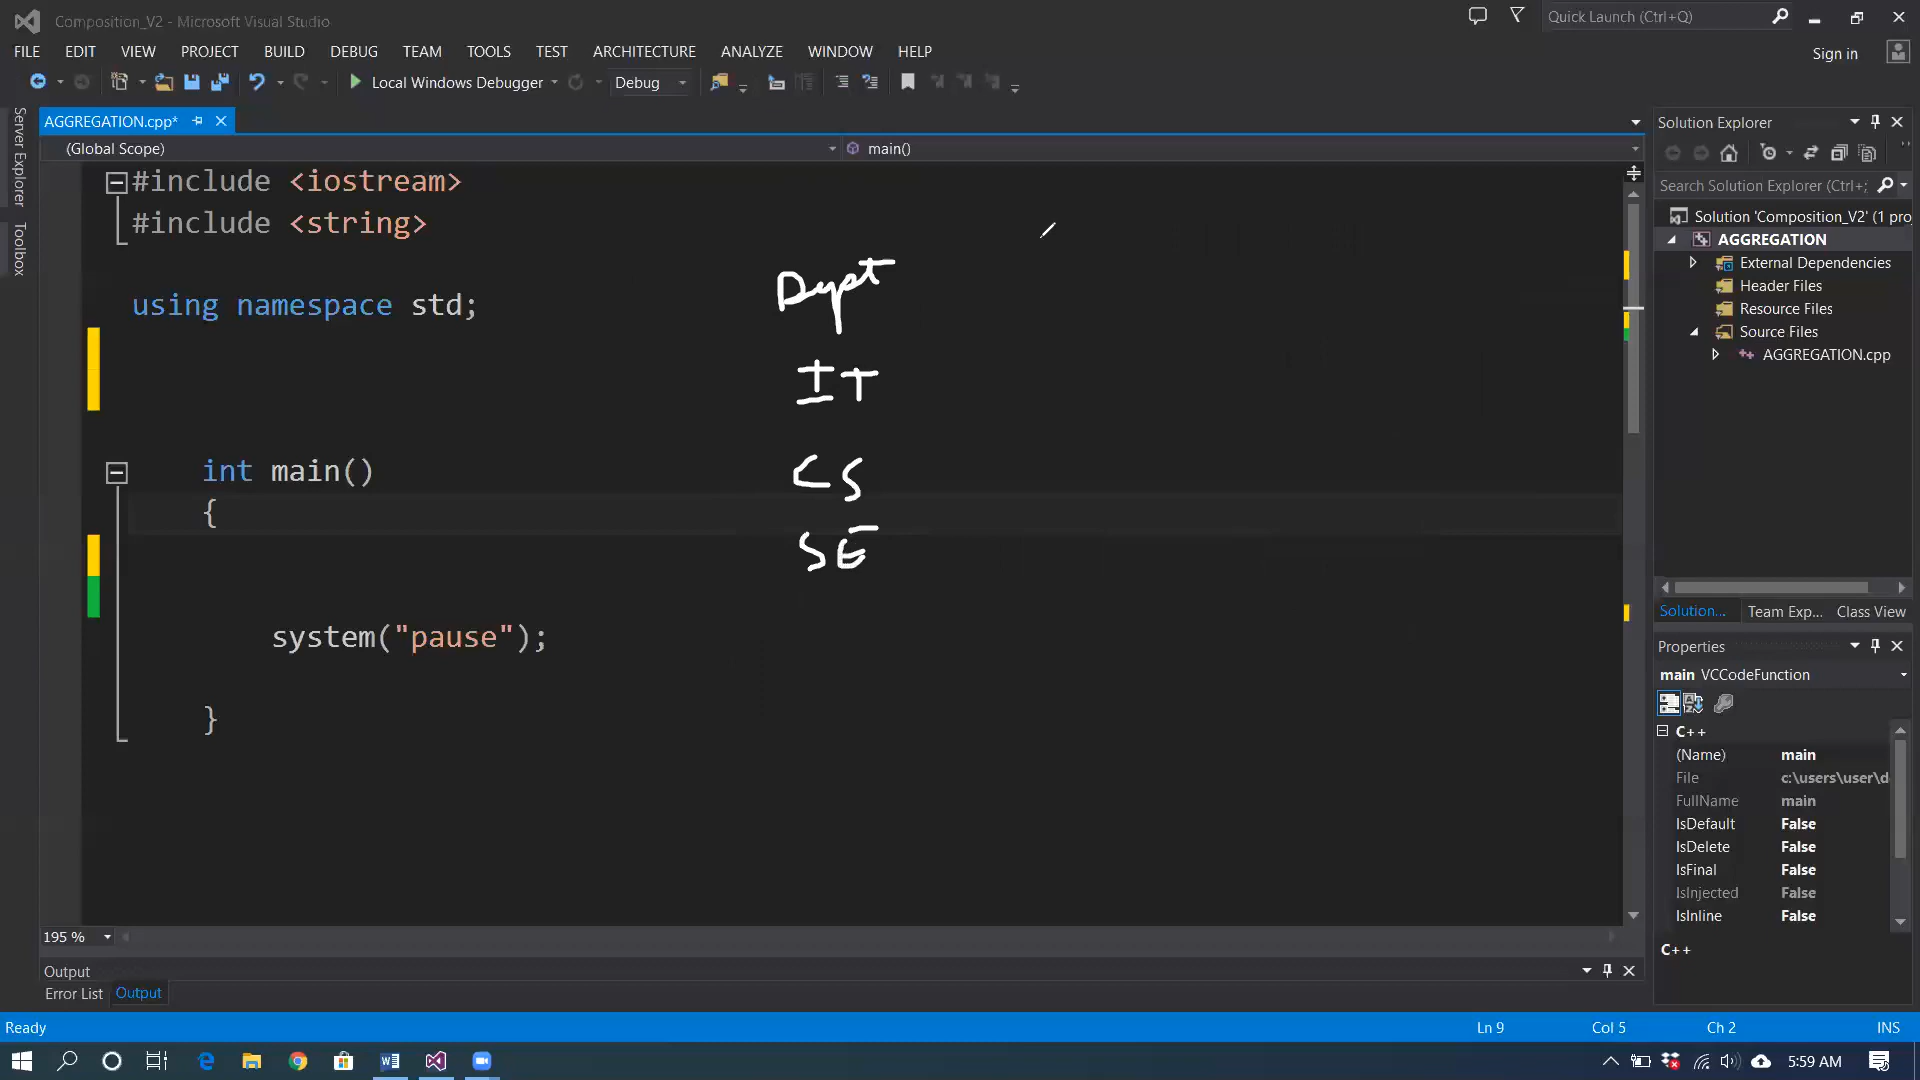 Composition_V2 - Microsoft Visual Studio
Quick Launch (Ctrl+Q)
FILE EDIT VIEW PROJECT BUILD DEBUG TEAM TOOLS TEST ARCHITECTURE ANALYZE WINDOW HELP
Sign in
Local Windows Debugger Debug
Server Explorer
Toolbox
AGGREGATION.cpp*
(Global Scope) main()
#include <iostream>
#include <string>
using namespace std;
Dept
IT
CS
SE
int main()
{
system("pause");
}
195 %
Output
Error List Output
Solution Explorer
Search Solution Explorer (Ctrl+;
Solution 'Composition_V2' (1 pro
AGGREGATION
External Dependencies
Header Files
Resource Files
Source Files
AGGREGATION.cpp
Solution... Team Exp... Class View
Properties
main VCCodeFunction
C++
(Name) main
File c:\users\user\d
FullName main
IsDefault False
IsDelete False
IsFinal False
IsInjected False
IsInline False
C++
Ready Ln 9 Col 5 Ch 2 INS
5:59 AM